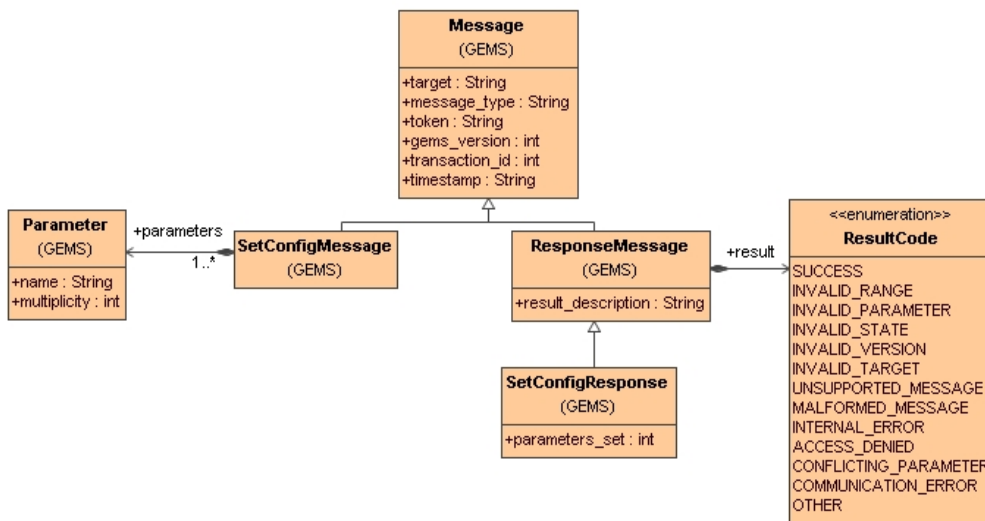 Message
(GEMS)
+target : String
+message_type : String
+token : String
+gems_version : int
+transaction_id : int
+timestamp : String
Parameter
(GEMS)
+name : String
+multiplicity : int
+parameters
1..*
SetConfigMessage
(GEMS)
ResponseMessage
(GEMS)
+result_description : String
+result
<<enumeration>>
ResultCode
SUCCESS
INVALID_RANGE
INVALID_PARAMETER
INVALID_STATE
INVALID_VERSION
INVALID_TARGET
UNSUPPORTED_MESSAGE
MALFORMED_MESSAGE
INTERNAL_ERROR
ACCESS_DENIED
CONFLICTING_PARAMETER
COMMUNICATION_ERROR
OTHER
SetConfigResponse
(GEMS)
+parameters_set : int